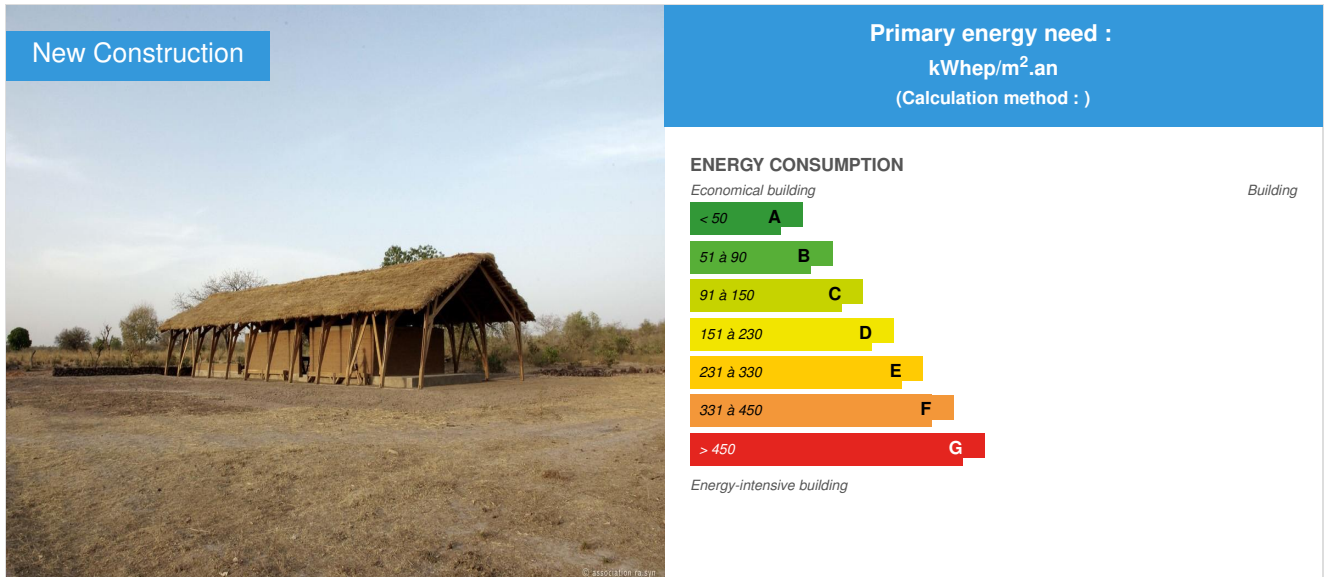 New Construction
Primary energy need :
kWhep/m².an
(Calculation method : )
ENERGY CONSUMPTION
Economical building
Building
< 50 A
51 à 90 B
91 à 150 C
151 à 230 D
231 à 330 E
331 à 450 F
> 450 G
Energy-intensive building
© association ra.syn